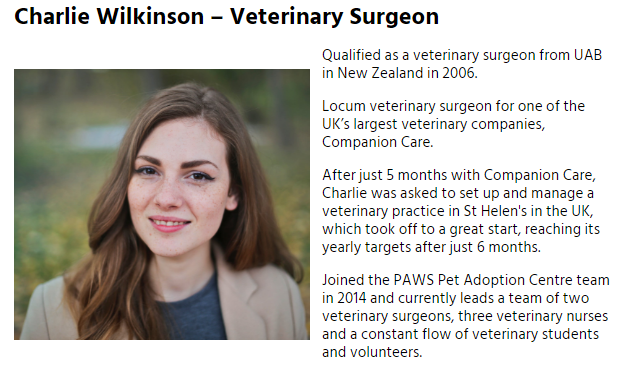 Charlie Wilkinson – Veterinary Surgeon
Qualified as a veterinary surgeon from UAB
in New Zealand in 2006.
Locum veterinary surgeon for one of the
UK’s largest veterinary companies,
Companion Care.
After just 5 months with Companion Care,
Charlie was asked to set up and manage a
veterinary practice in St Helen's in the UK,
which took off to a great start, reaching its
yearly targets after just 6 months.
Joined the PAWS Pet Adoption Centre team
in 2014 and currently leads a team of two
veterinary surgeons, three veterinary nurses
and a constant flow of veterinary students
and volunteers.